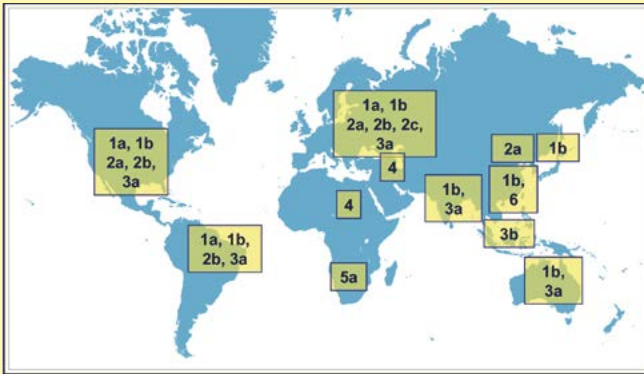 1a, 1b
2a, 2b,
3a
1a, 1b
2a, 2b, 2c,
3a
4
2a
1b
4
1b,
3a
1b,
6
1a, 1b,
2b, 3a
3b
5a
1b,
3a